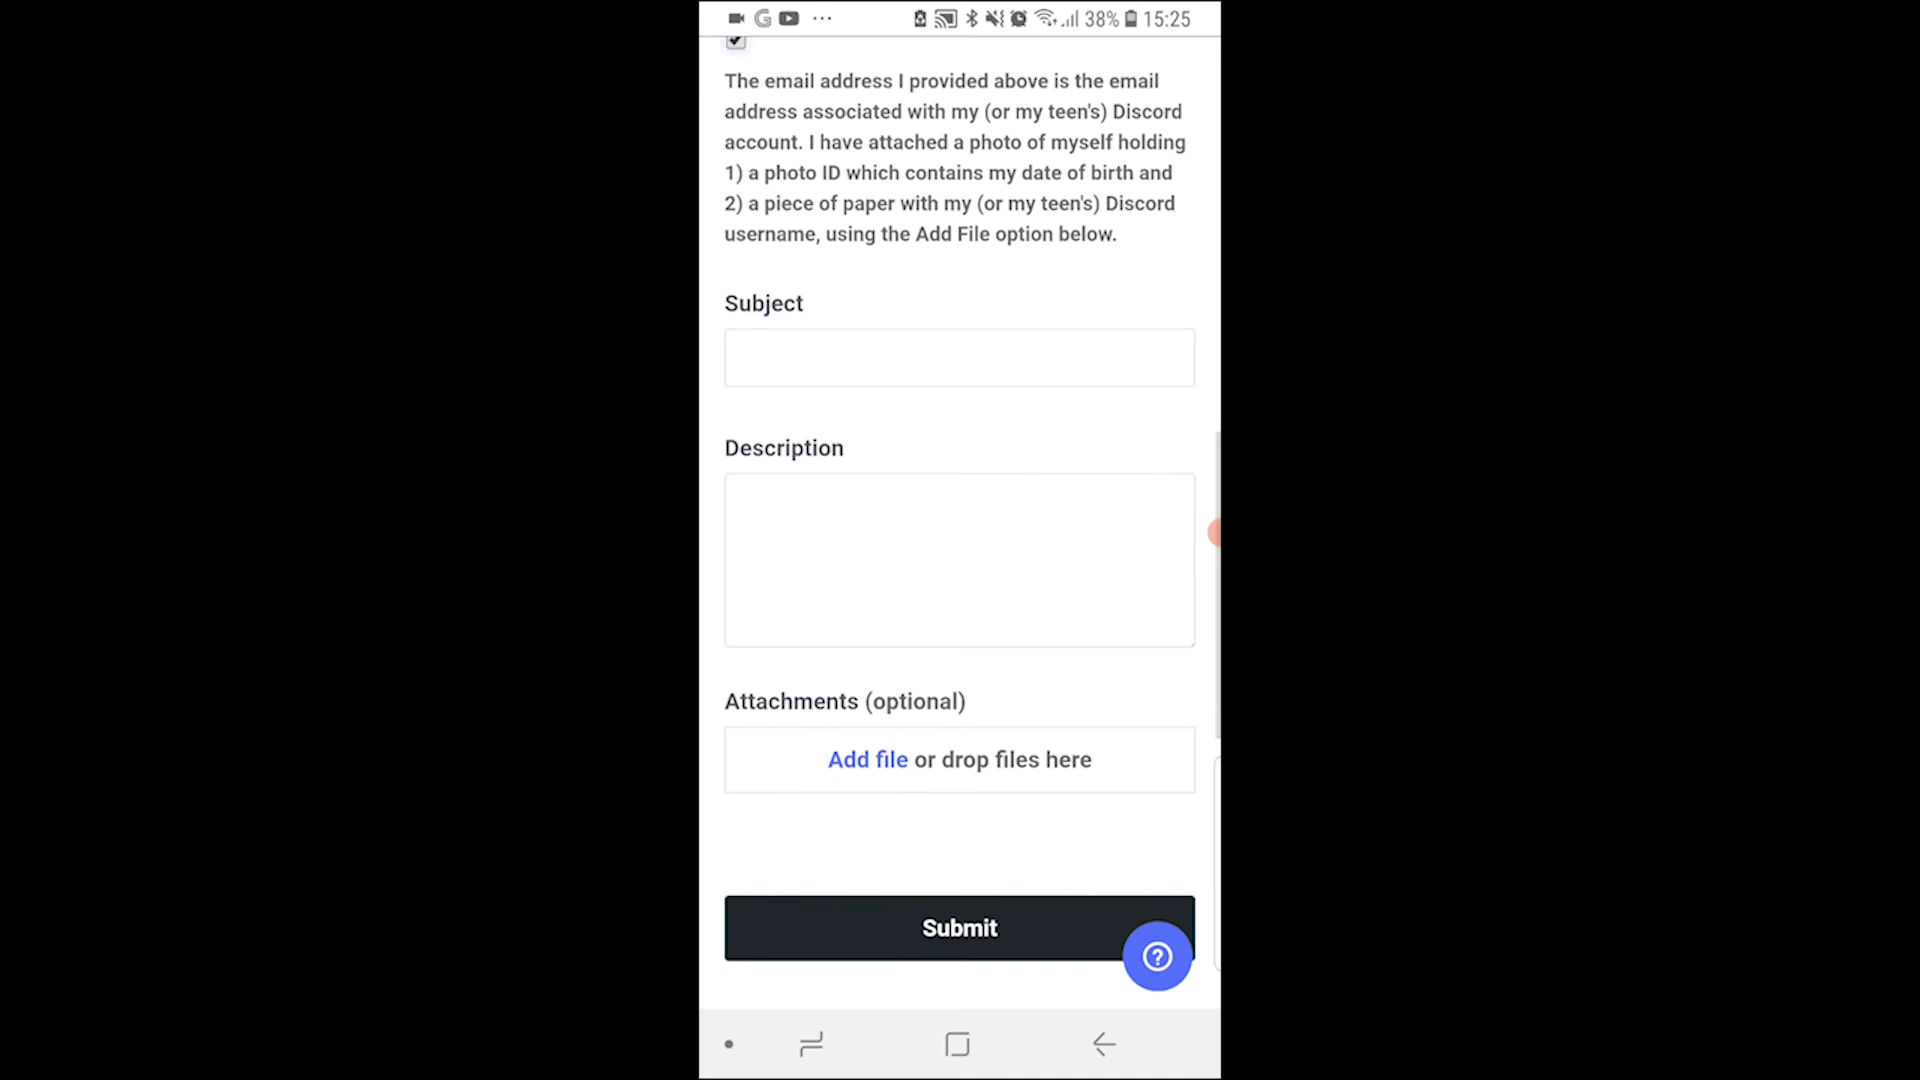 38% 15:25
The email address I provided above is the email
address associated with my (or my teen's) Discord
account. I have attached a photo of myself holding
1) a photo ID which contains my date of birth and
2) a piece of paper with my (or my teen's) Discord
username, using the Add File option below.
Subject
Description
Attachments (optional)
Add file or drop files here
Submit